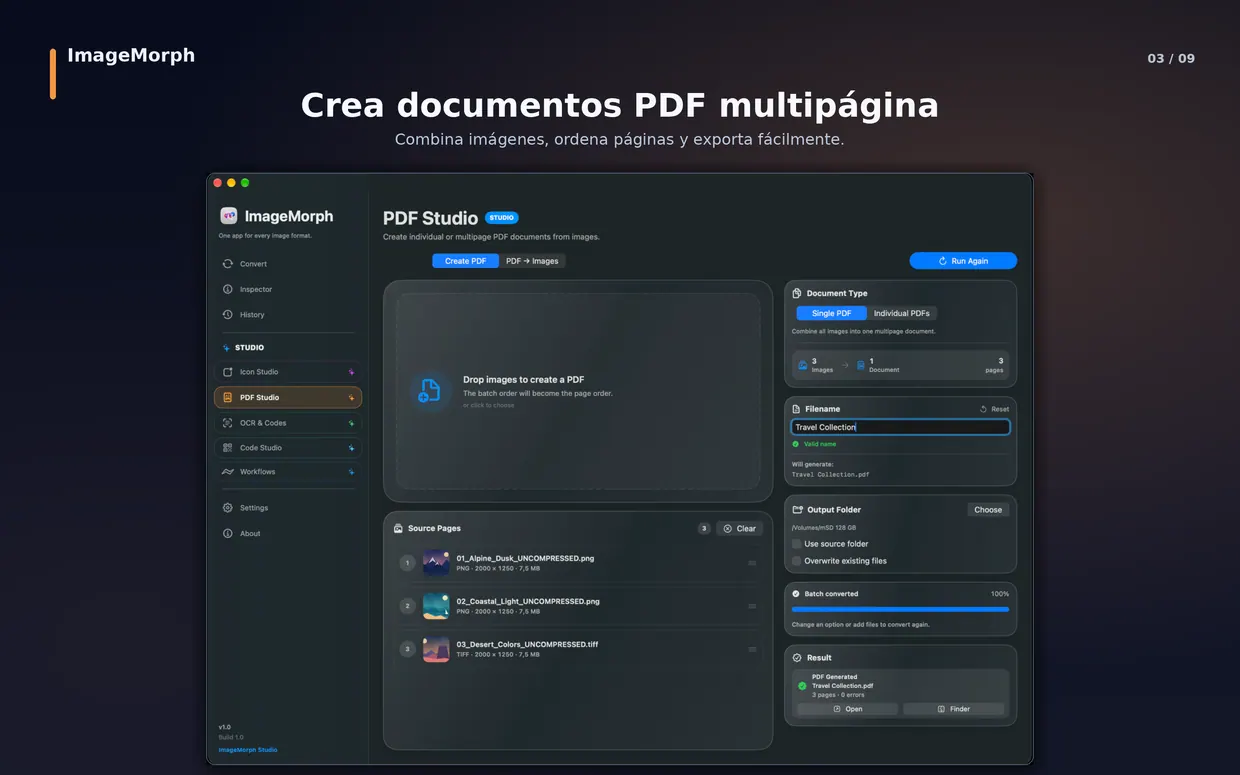 ImageMorph
03 / 09
Crea documentos PDF multipágina
Combina imágenes, ordena páginas y exporta fácilmente.
ImageMorph
One app for every image format.
Convert
Inspector
History
STUDIO
Icon Studio
PDF Studio
OCR & Codes
Code Studio
Workflows
Settings
About
v1.0
Build 1.0
ImageMorph Studio
PDF Studio STUDIO
Create individual or multipage PDF documents from images.
Create PDF PDF → Images
Run Again
Drop images to create a PDF
The batch order will become the page order.
or click to choose
Source Pages 3 Clear
1
01_Alpine_Dusk_UNCOMPRESSED.png
PNG · 2000 × 1250 · 7,5 MB
2
02_Coastal_Light_UNCOMPRESSED.png
PNG · 2000 × 1250 · 7,5 MB
3
03_Desert_Colors_UNCOMPRESSED.tiff
TIFF · 2000 × 1250 · 7,5 MB
Document Type
Single PDF Individual PDFs
Combine all images into one multipage document.
3 1 3
Images Document pages
Filename Reset
Travel Collection
Valid name
Will generate:
Travel Collection.pdf
Output Folder Choose
/Volumes/mSD 128 GB
Use source folder
Overwrite existing files
Batch converted 100%
Change an option or add files to convert again.
Result
PDF Generated
Travel Collection.pdf
3 pages · 0 errors
Open Finder